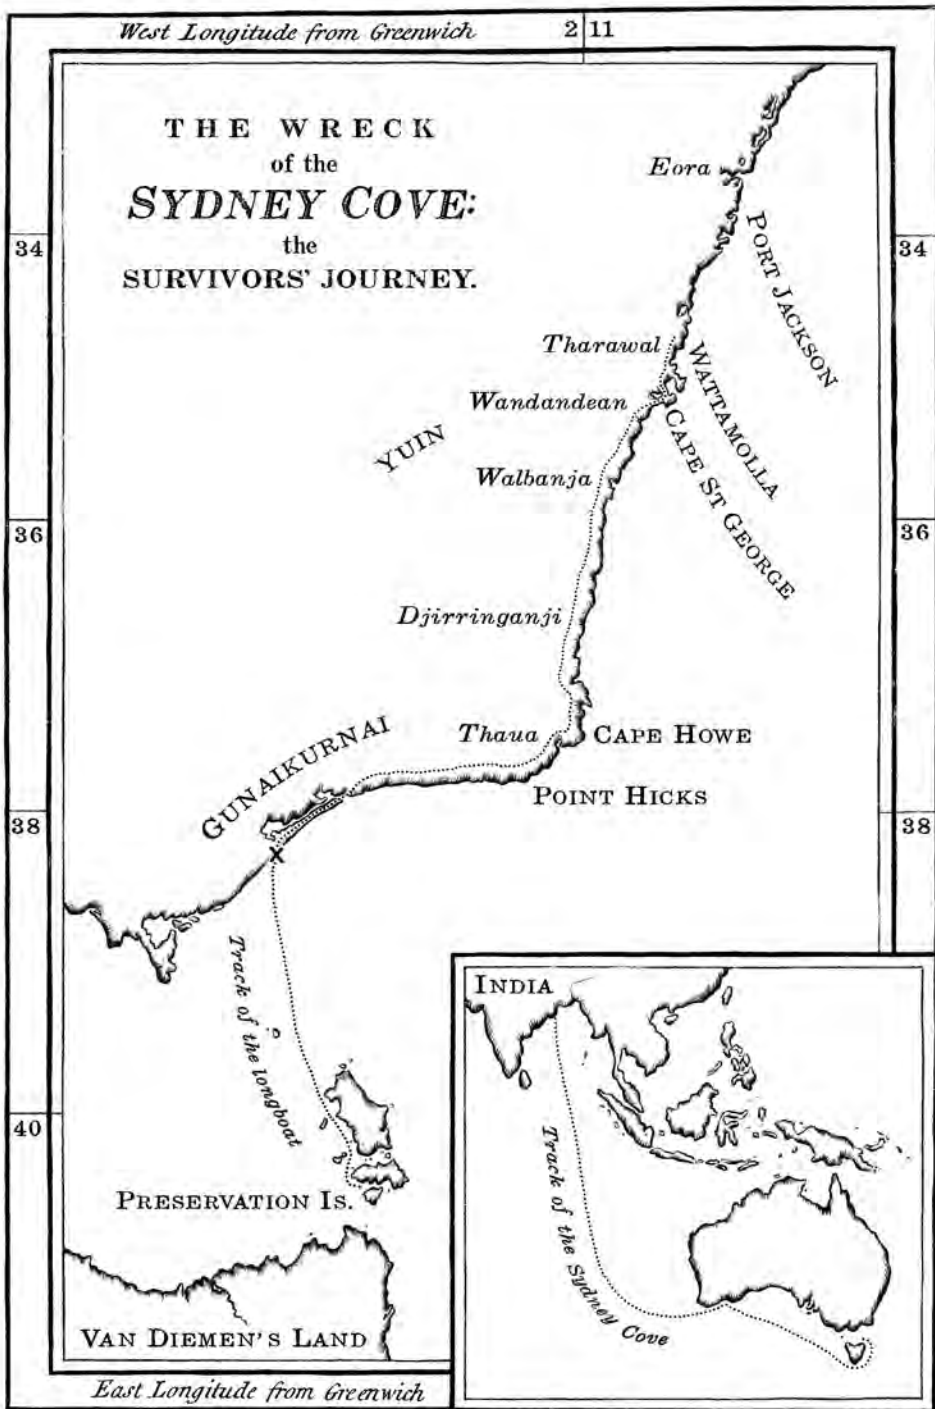 West Longitude from Greenwich
2 11
THE WRECK
of the
SYDNEY COVE:
the
SURVIVORS' JOURNEY.
Eora
PORT JACKSON
34
34
Tharawal
WATTAMOLLA
Wandandean
CAPE ST GEORGE
YUIN
Walbanja
36
36
Djirringanji
Thaua
CAPE HOWE
GUNAIKURNAI
POINT HICKS
38
38
X
Track of the longboat
40
PRESERVATION IS.
VAN DIEMEN'S LAND
East Longitude from Greenwich
INDIA
Track of the Sydney Cove